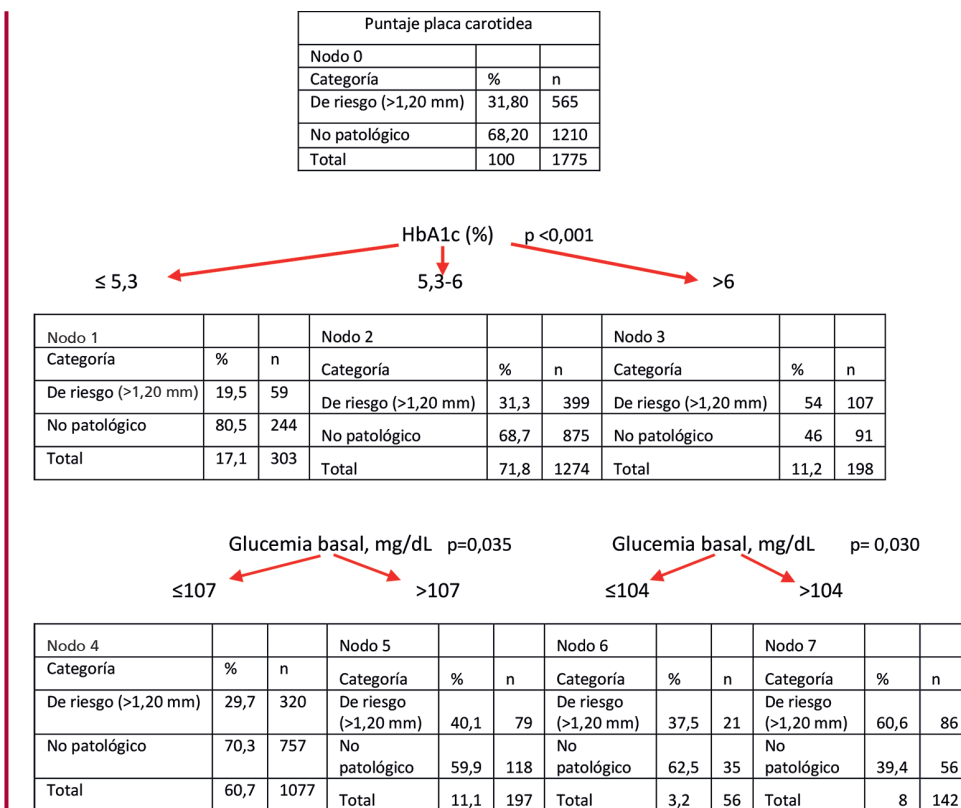 Puntaje placa carotidea
Nodo 0
Categoría % n
De riesgo (>1,20 mm) 31,80 565
No patológico 68,20 1210
Total 100 1775
HbA1c (%) p <0,001
≤ 5,3 5,3-6 >6
Nodo 1
Categoría % n
De riesgo (>1,20 mm) 19,5 59
No patológico 80,5 244
Total 17,1 303
Nodo 2
Categoría % n
De riesgo (>1,20 mm) 31,3 399
No patológico 68,7 875
Total 71,8 1274
Nodo 3
Categoría % n
De riesgo (>1,20 mm) 54 107
No patológico 46 91
Total 11,2 198
Glucemia basal, mg/dL p=0,035
≤107 >107
Glucemia basal, mg/dL p= 0,030
≤104 >104
Nodo 4
Categoría % n
De riesgo (>1,20 mm) 29,7 320
No patológico 70,3 757
Total 60,7 1077
Nodo 5
Categoría % n
De riesgo
(>1,20 mm) 40,1 79
No
patológico 59,9 118
Total 11,1 197
Nodo 6
Categoría % n
De riesgo
(>1,20 mm) 37,5 21
No
patológico 62,5 35
Total 3,2 56
Nodo 7
Categoría % n
De riesgo
(>1,20 mm) 60,6 86
No
patológico 39,4 56
Total 8 142